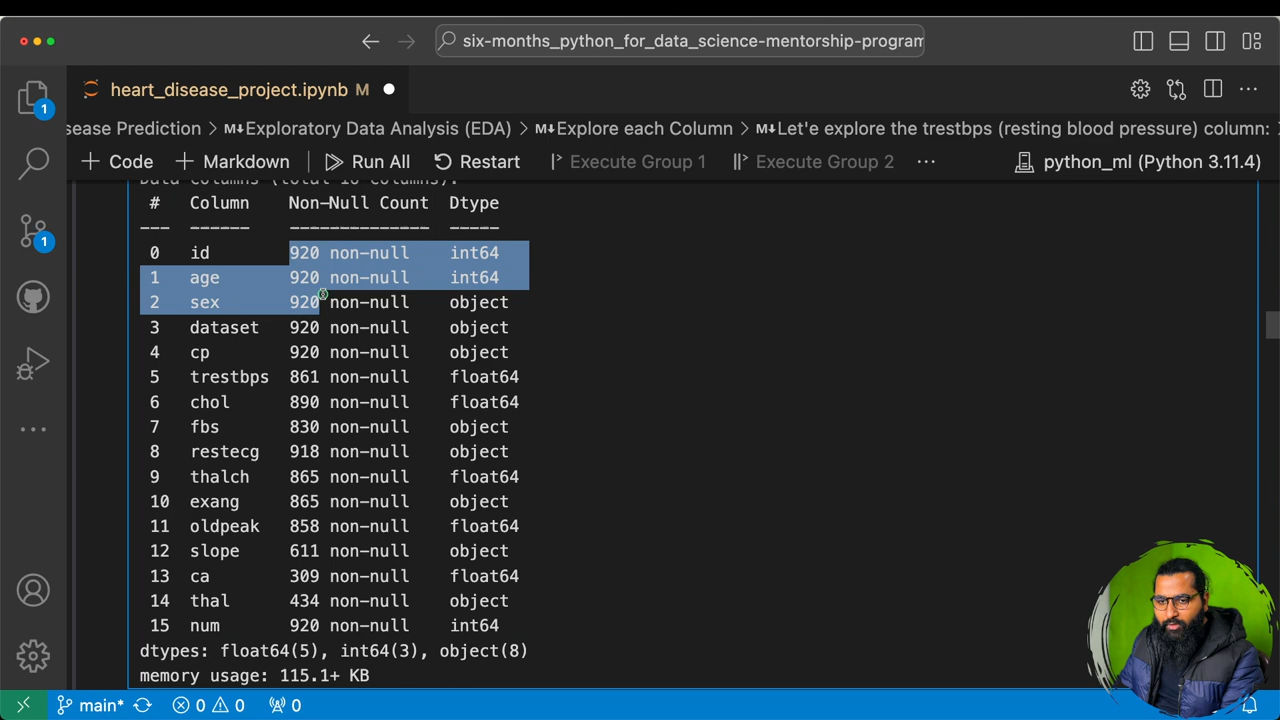 six-months_python_for_data_science-mentorship-program
heart_disease_project.ipynb M
1
sease Prediction > Exploratory Data Analysis (EDA) > Explore each Column > Let'e explore the trestbps (resting blood pressure) column:
+ Code + Markdown Run All Restart Execute Group 1 Execute Group 2 ... python_ml (Python 3.11.4)
Data columns (total 16 columns):
# Column Non-Null Count Dtype
--- ------ -------------- -----
0 id 920 non-null int64
1 age 920 non-null int64
2 sex 920 non-null object
3 dataset 920 non-null object
4 cp 920 non-null object
5 trestbps 861 non-null float64
6 chol 890 non-null float64
7 fbs 830 non-null object
8 restecg 918 non-null object
9 thalch 865 non-null float64
10 exang 865 non-null object
11 oldpeak 858 non-null float64
12 slope 611 non-null object
13 ca 309 non-null float64
14 thal 434 non-null object
15 num 920 non-null int64
dtypes: float64(5), int64(3), object(8)
memory usage: 115.1+ KB
1
main* 0 0 0